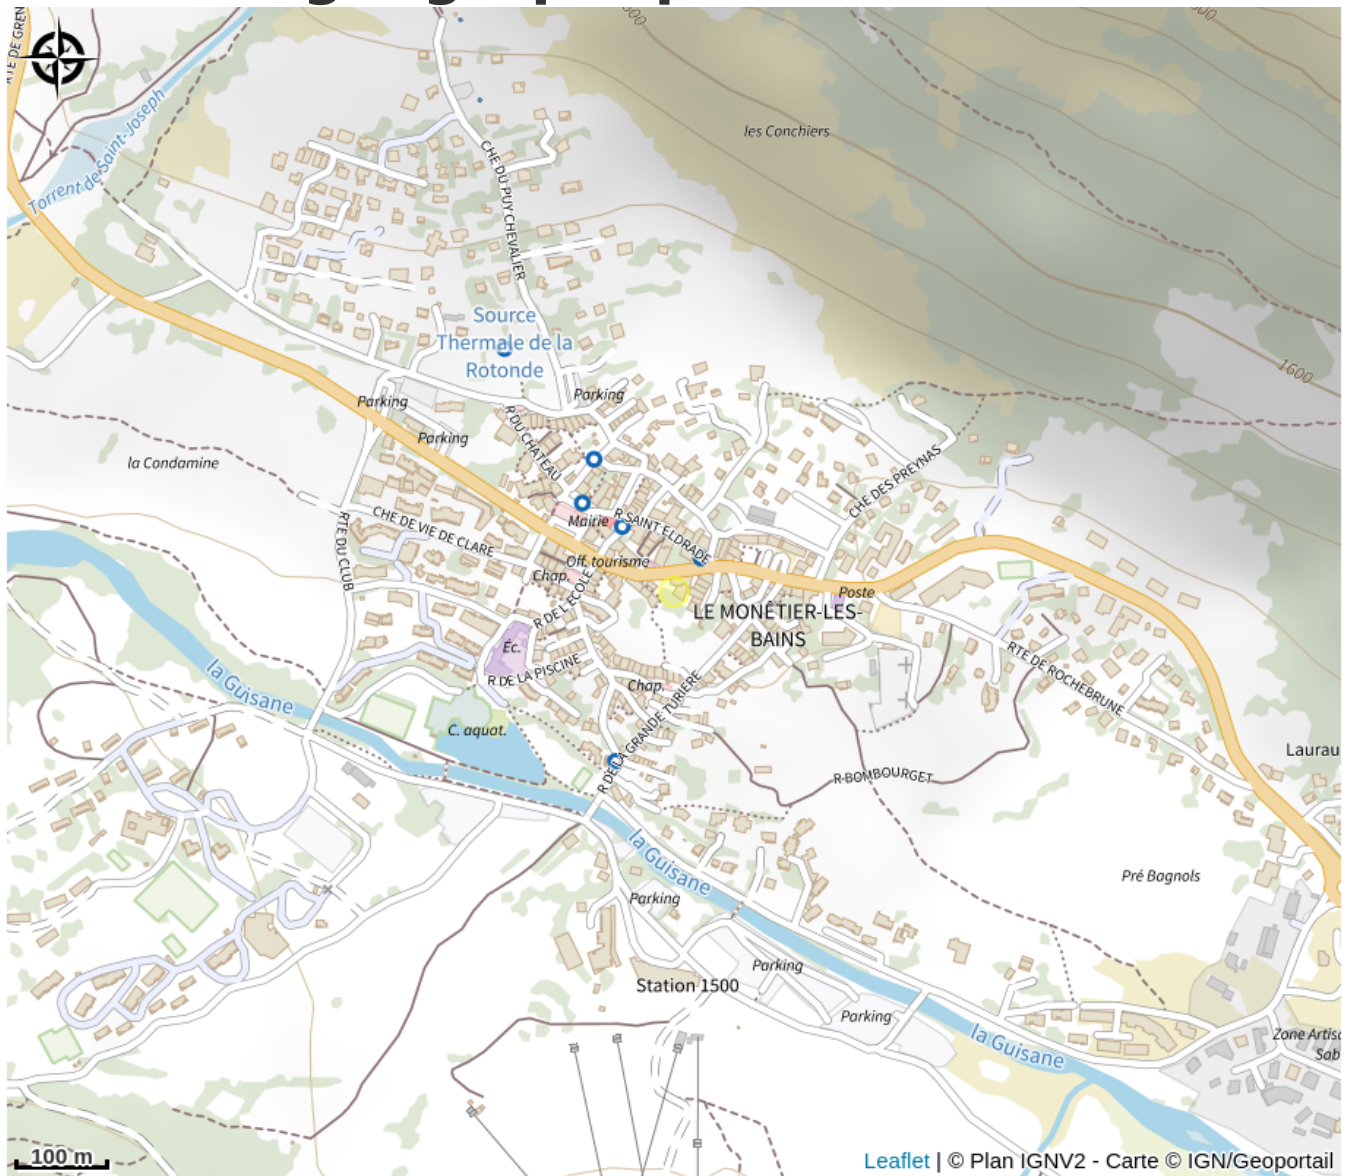 RTE DE GREN
1600
les Conchiers
Torrent de Saint-Joseph
CHE DU PUY CHEVALIER
Source
Thermale de la
Rotonde
1600
Parking
Parking
Parking
R DU CHATEAU
la Condamine
CHE DES PREYNAS
CHE DE VIE DE CLARE
Mairie
R SAINT ELDRADE
RTE DU CLUB
Off. tourisme
Chap.
R DE L'ECOLE
Poste
LE MONÊTIER-LES-
BAINS
Éc.
R DE LA PISCINE
RTE DE ROCHEBRUNE
Chap.
la Guisane
R DE LA GRANDE TURIERE
C. aquat.
Laurau
R BOMBOURGET
la Guisane
Pré Bagnols
Parking
Parking
Station 1500
Parking
la Guisane
Zone Artisa
Sab
100 m
Leaflet | © Plan IGNV2 - Carte © IGN/Geoportail